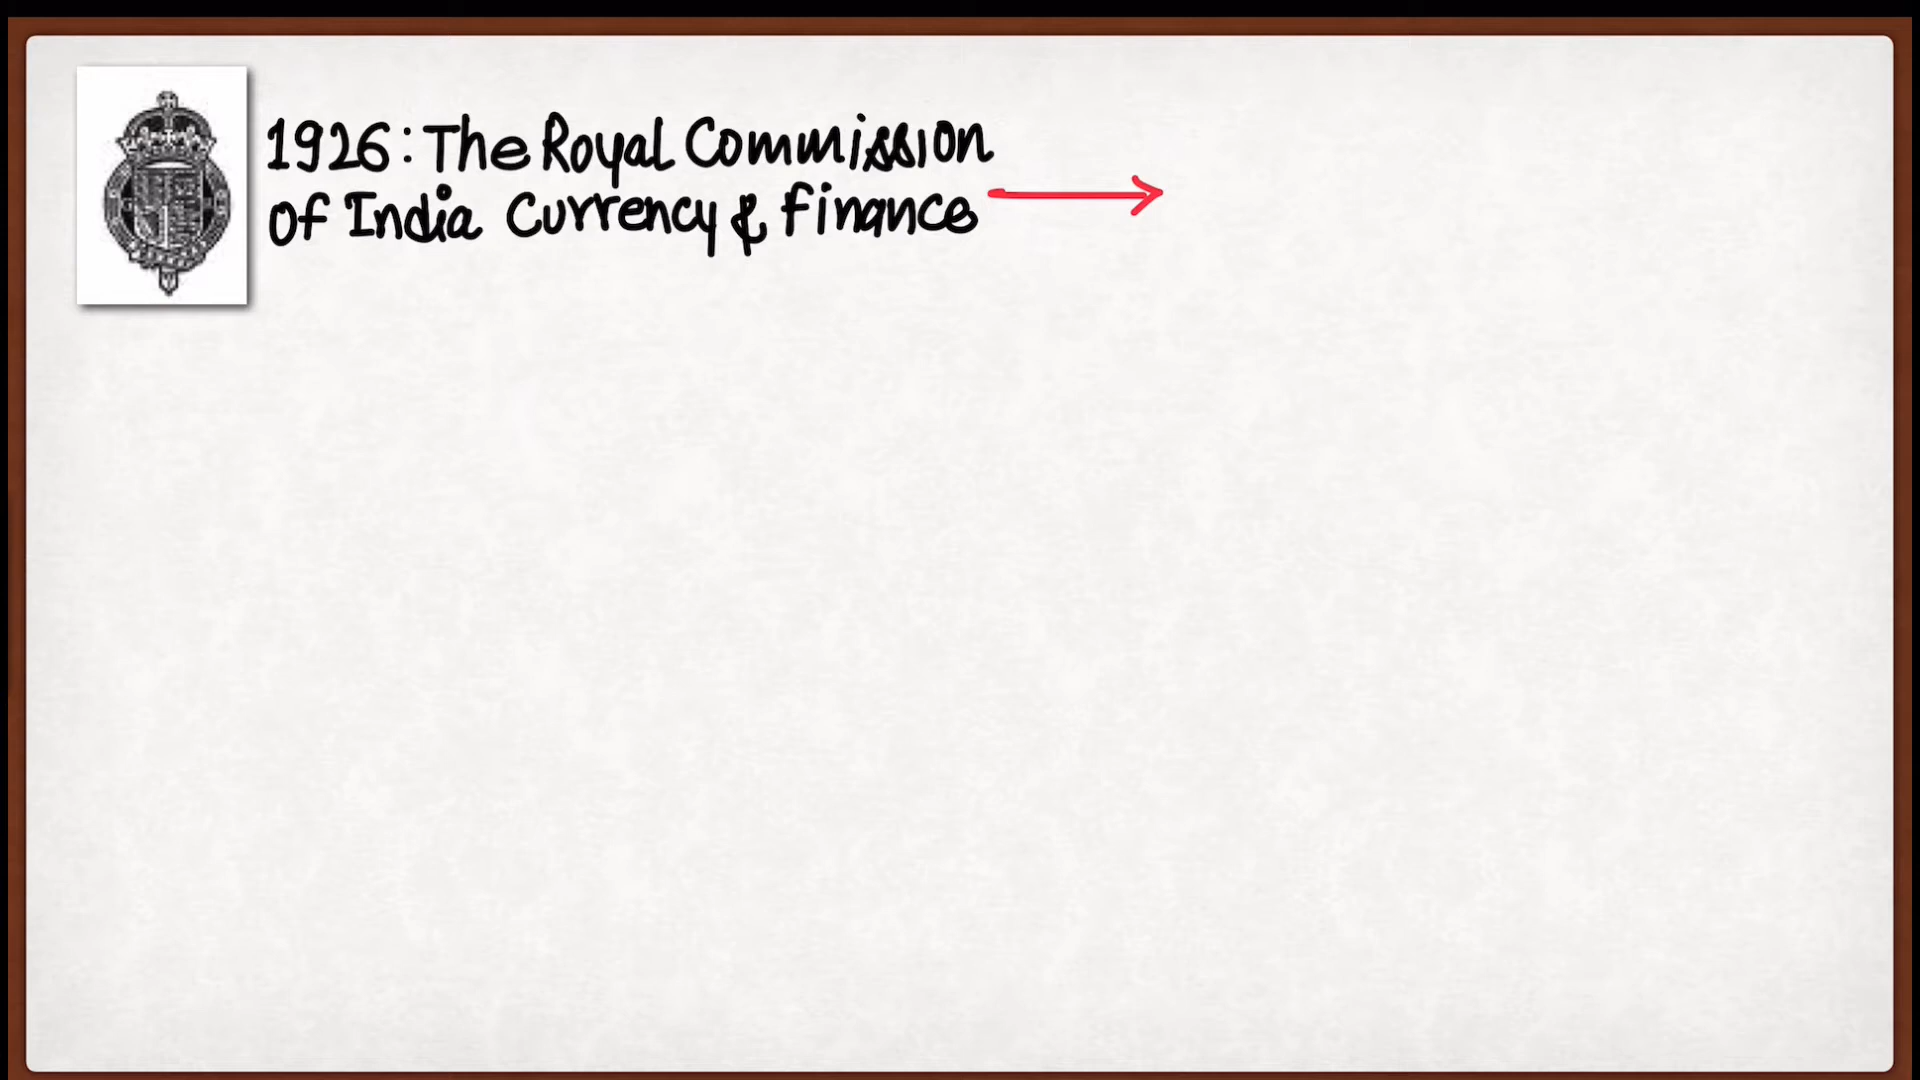 1926: The Royal Commission
of India Currency & Finance